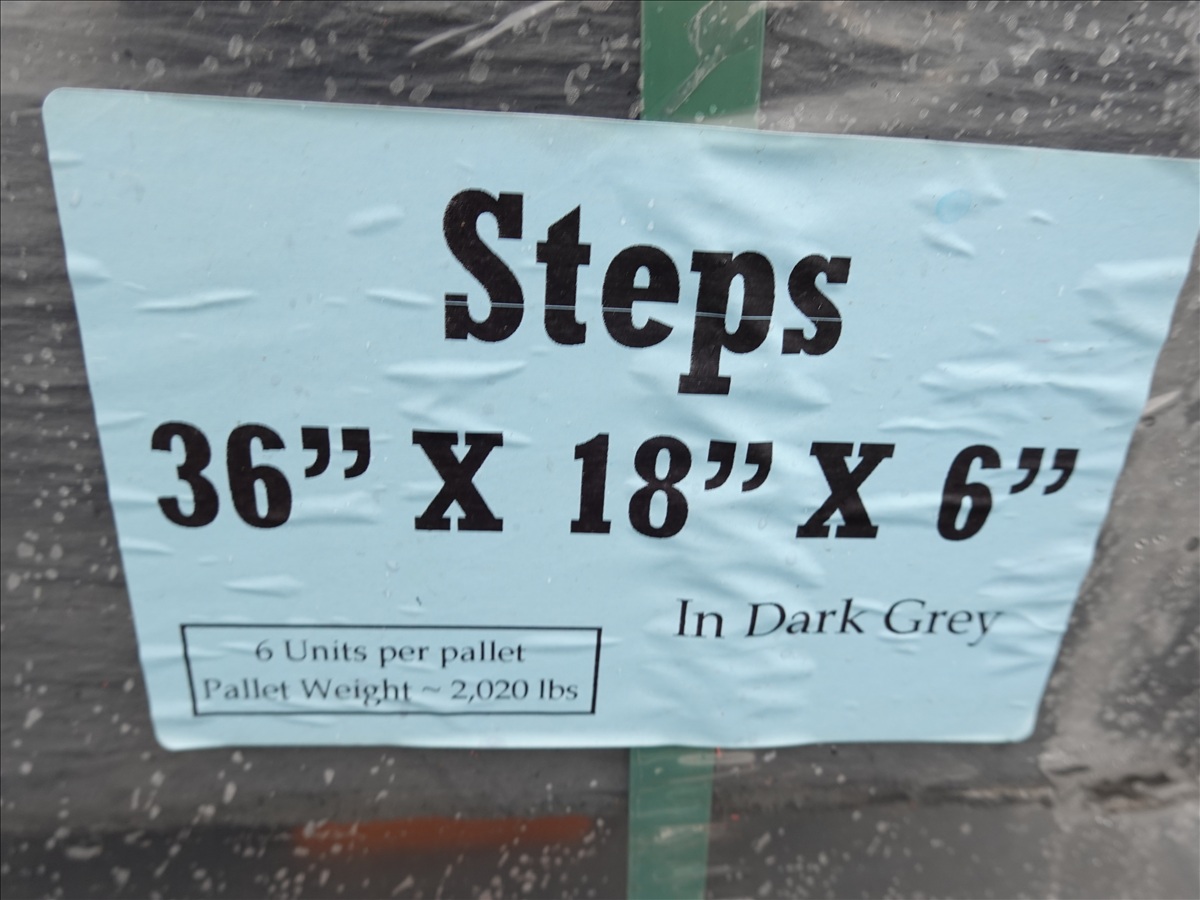 Steps
36” X 18” X 6”
In Dark Grey
6 Units per pallet
Pallet Weight ~ 2,020 lbs